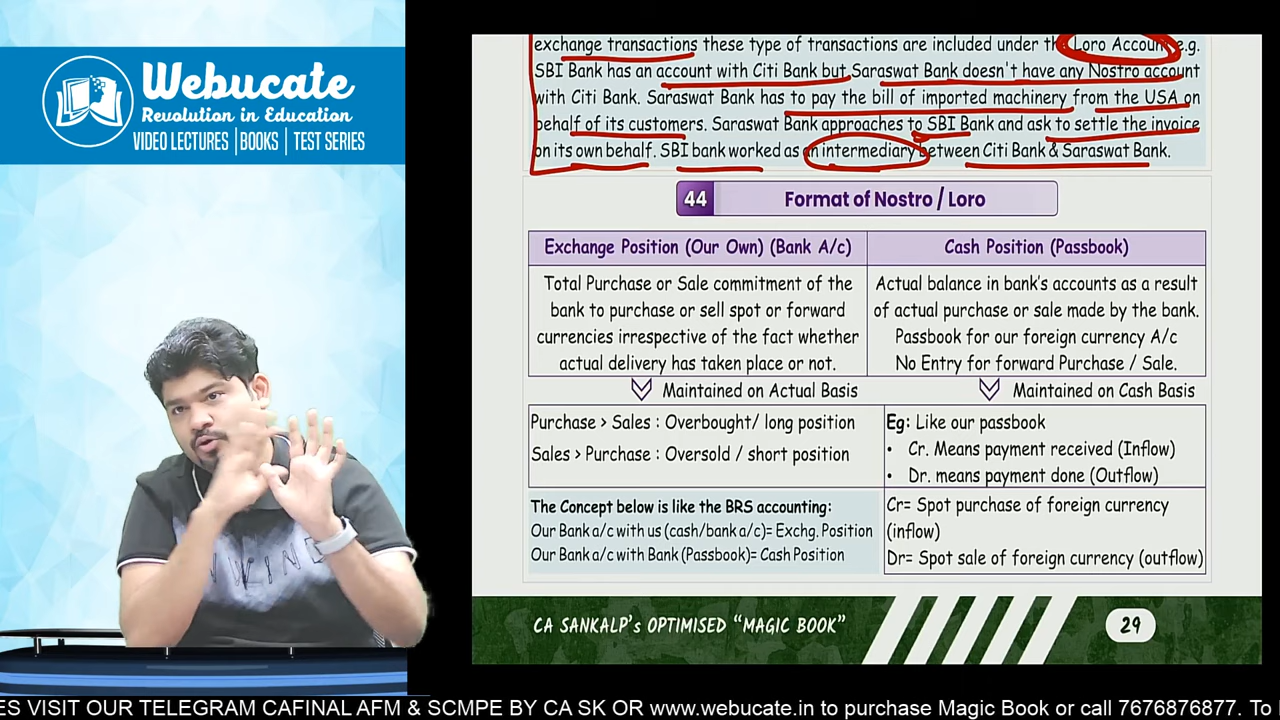 Webucate
Revolution in Education
VIDEO LECTURES | BOOKS | TEST SERIES
exchange transactions these type of transactions are included under the Loro Account e.g.
SBI Bank has an account with Citi Bank but Saraswat Bank doesn't have any Nostro account
with Citi Bank. Saraswat Bank has to pay the bill of imported machinery from the USA on
behalf of its customers. Saraswat Bank approaches to SBI Bank and ask to settle the invoice
on its own behalf. SBI bank worked as an intermediary between Citi Bank & Saraswat Bank.
44 Format of Nostro / Loro
Exchange Position (Our Own) (Bank A/c)
Total Purchase or Sale commitment of the
bank to purchase or sell spot or forward
currencies irrespective of the fact whether
actual delivery has taken place or not.
Cash Position (Passbook)
Actual balance in bank's accounts as a result
of actual purchase or sale made by the bank.
Passbook for our foreign currency A/c
No Entry for forward Purchase / Sale.
Maintained on Actual Basis
Maintained on Cash Basis
Purchase > Sales : Overbought/ long position
Sales > Purchase : Oversold / short position
Eg: Like our passbook
• Cr. Means payment received (Inflow)
• Dr. means payment done (Outflow)
The Concept below is like the BRS accounting:
Our Bank a/c with us (cash/bank a/c)= Exchg. Position
Our Bank a/c with Bank (Passbook)= Cash Position
Cr= Spot purchase of foreign currency
(inflow)
Dr= Spot sale of foreign currency (outflow)
CA SANKALP's OPTIMISED "MAGIC BOOK"
29
ES VISIT OUR TELEGRAM CAFINAL AFM & SCMPE BY CA SK OR www.webucate.in to purchase Magic Book or call 7676876877. To